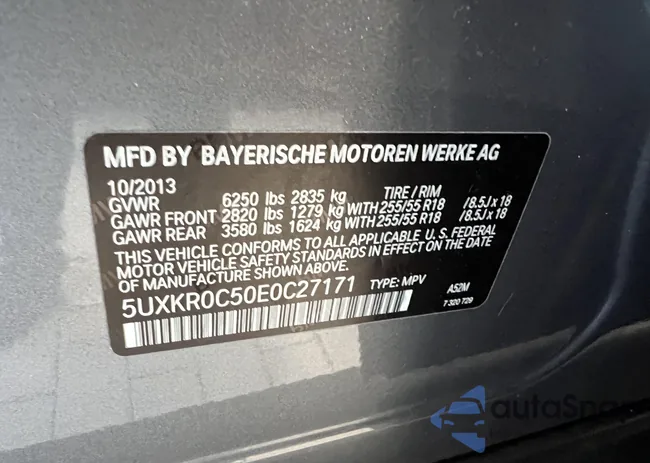 MFD BY BAYERISCHE MOTOREN WERKE AG
10/2013 TIRE / RIM
GVWR 6250 lbs 2835 kg
GAWR FRONT 2820 lbs 1279 kg WITH 255/55 R18 /8.5J x 18
GAWR REAR 3580 lbs 1624 kg WITH 255/55 R18 /8.5J x 18
THIS VEHICLE CONFORMS TO ALL APPLICABLE U. S. FEDERAL
MOTOR VEHICLE SAFETY STANDARDS IN EFFECT ON THE DATE
OF MANUFACTURE SHOWN ABOVE.
5UXKR0C50E0C27171 TYPE: MPV A52M
7 320 729
autoSnap